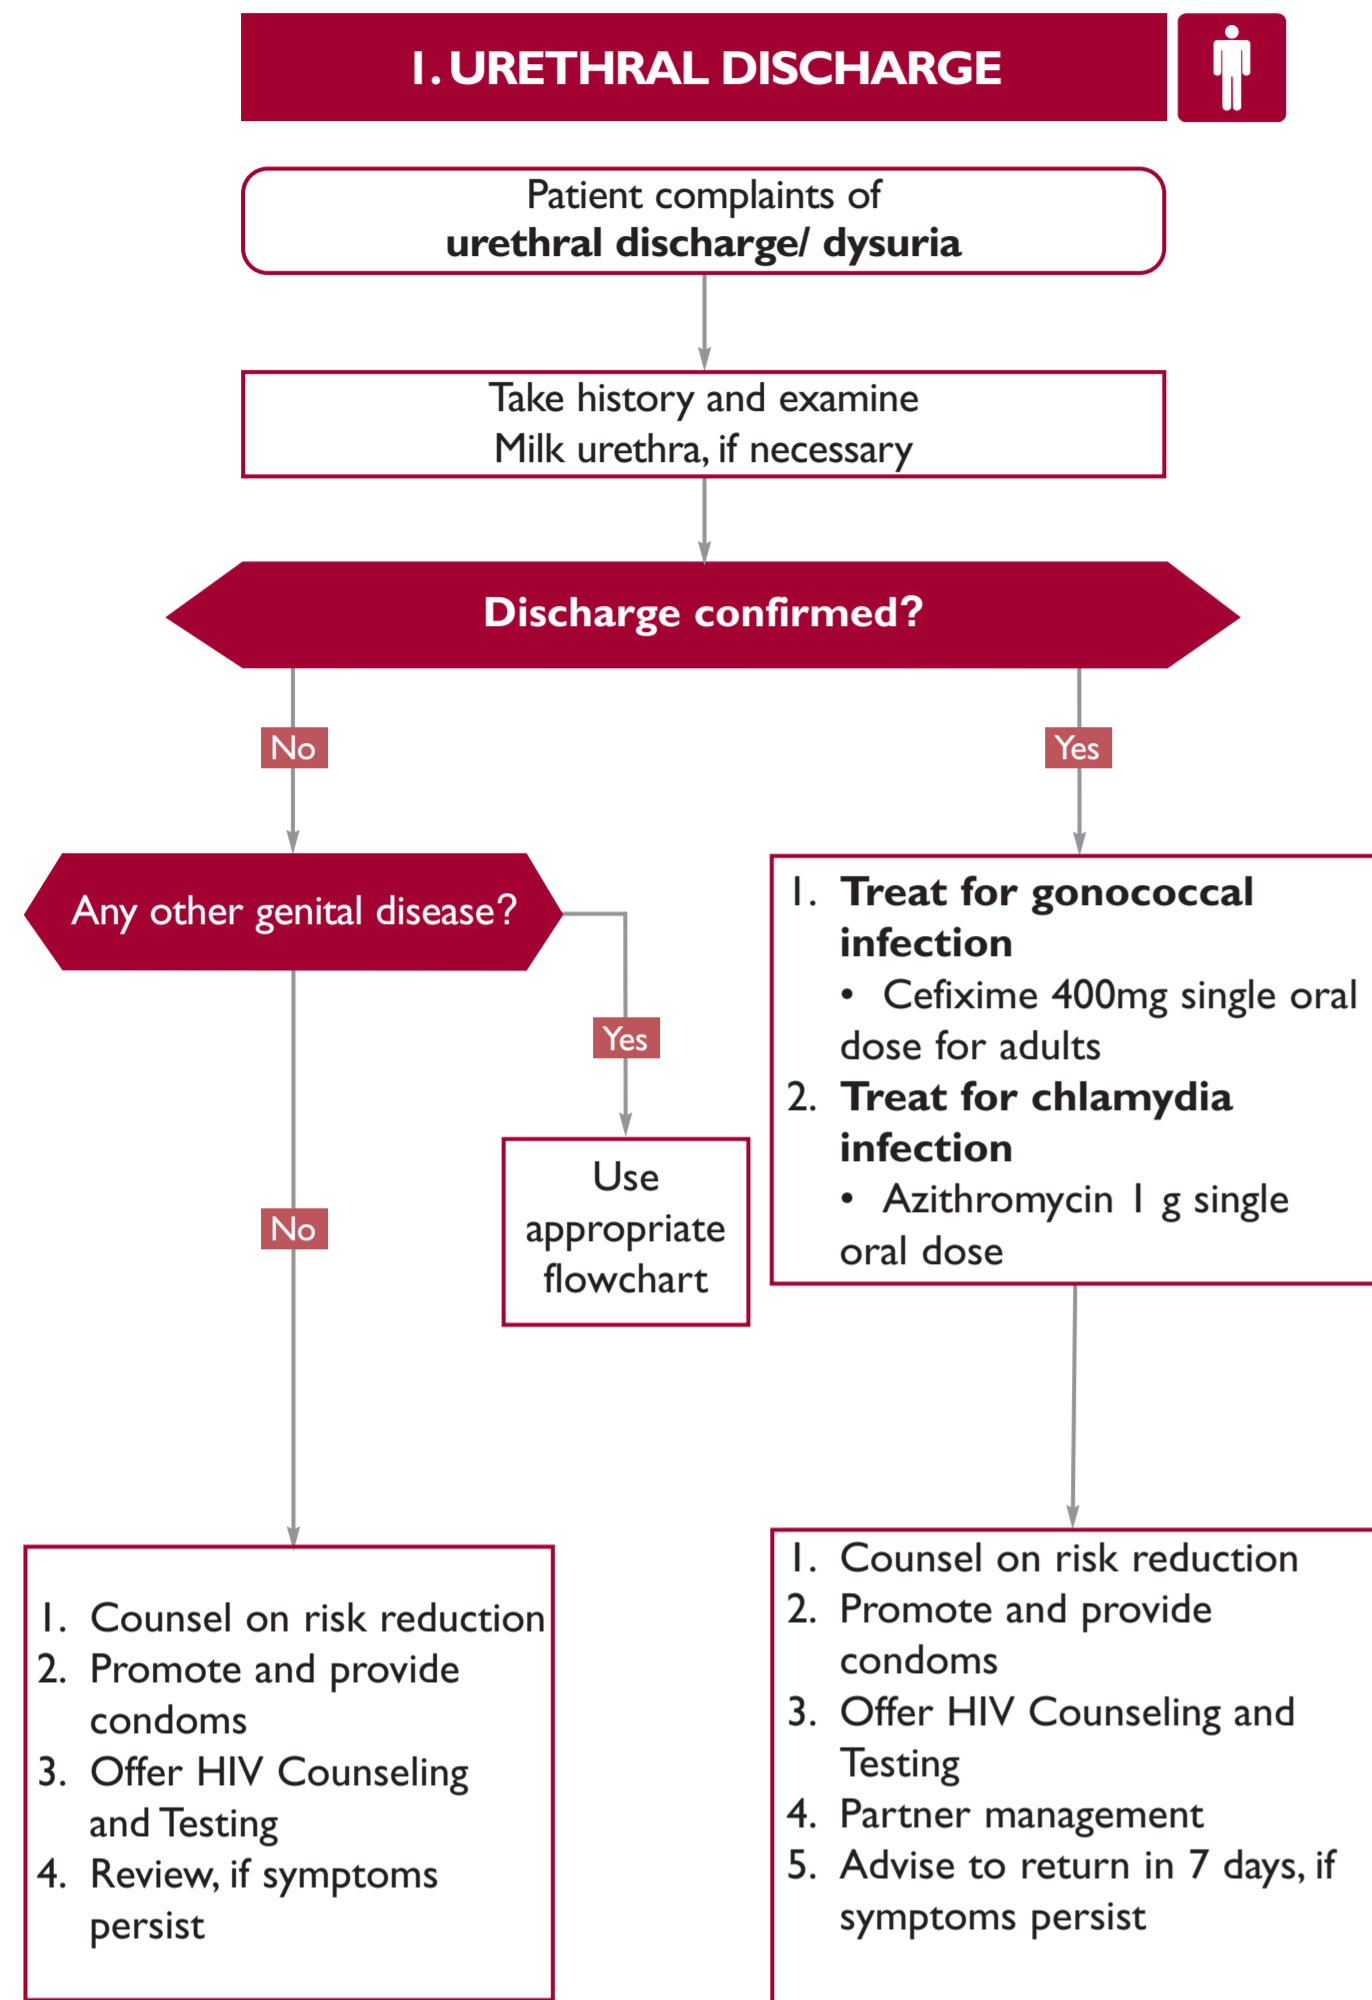 1. URETHRAL DISCHARGE
Patient complaints of
urethral discharge/ dysuria
Take history and examine
Milk urethra, if necessary
Discharge confirmed?
No
Yes
Any other genital disease?
Yes
No
Use
appropriate
flowchart
1. Treat for gonococcal
infection
• Cefixime 400mg single oral
dose for adults
2. Treat for chlamydia
infection
• Azithromycin 1 g single
oral dose
1. Counsel on risk reduction
2. Promote and provide
condoms
3. Offer HIV Counseling
and Testing
4. Review, if symptoms
persist
1. Counsel on risk reduction
2. Promote and provide
condoms
3. Offer HIV Counseling and
Testing
4. Partner management
5. Advise to return in 7 days, if
symptoms persist